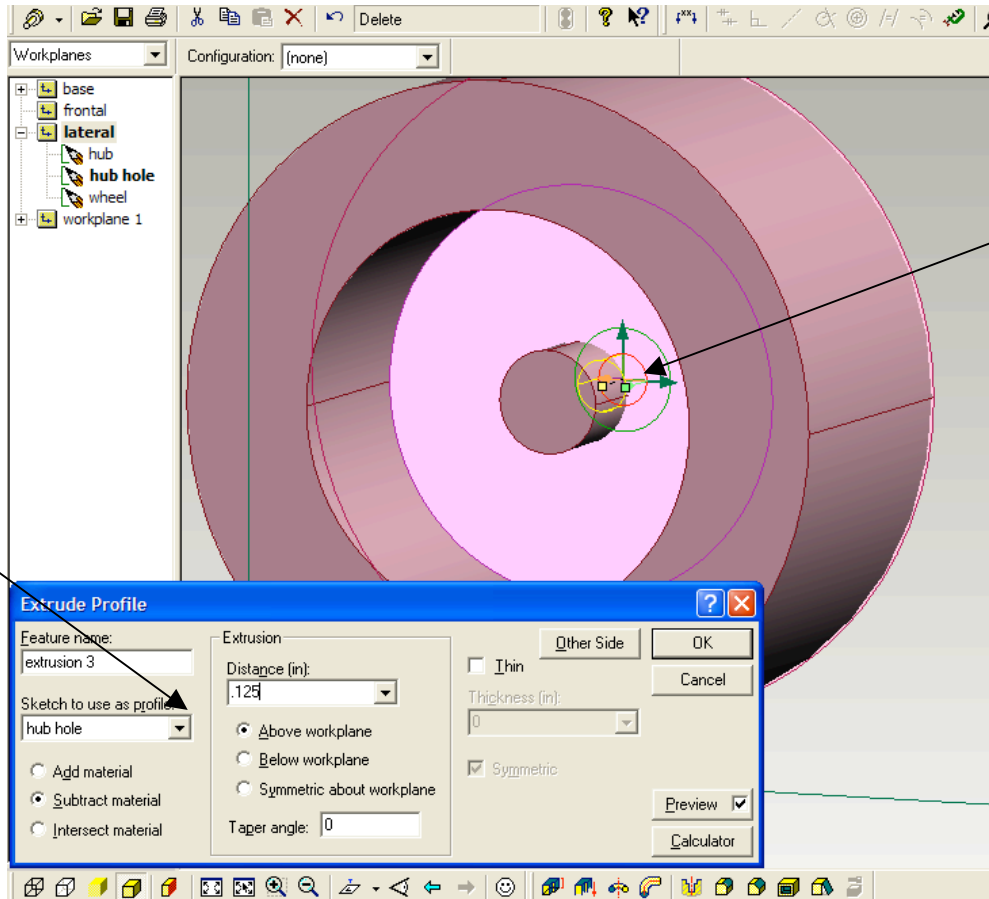 Delete
Workplanes
Configuration: (none)
base
frontal
lateral
hub
hub hole
wheel
workplane 1
Extrude Profile
Feature name:
extrusion 3
Sketch to use as profile:
hub hole
Add material
Subtract material
Intersect material
Extrusion
Distance (in):
.125
Above workplane
Below workplane
Symmetric about workplane
Taper angle: 0
Other Side
Thin
Thickness (in):
0
Symmetric
OK
Cancel
Preview
Calculator